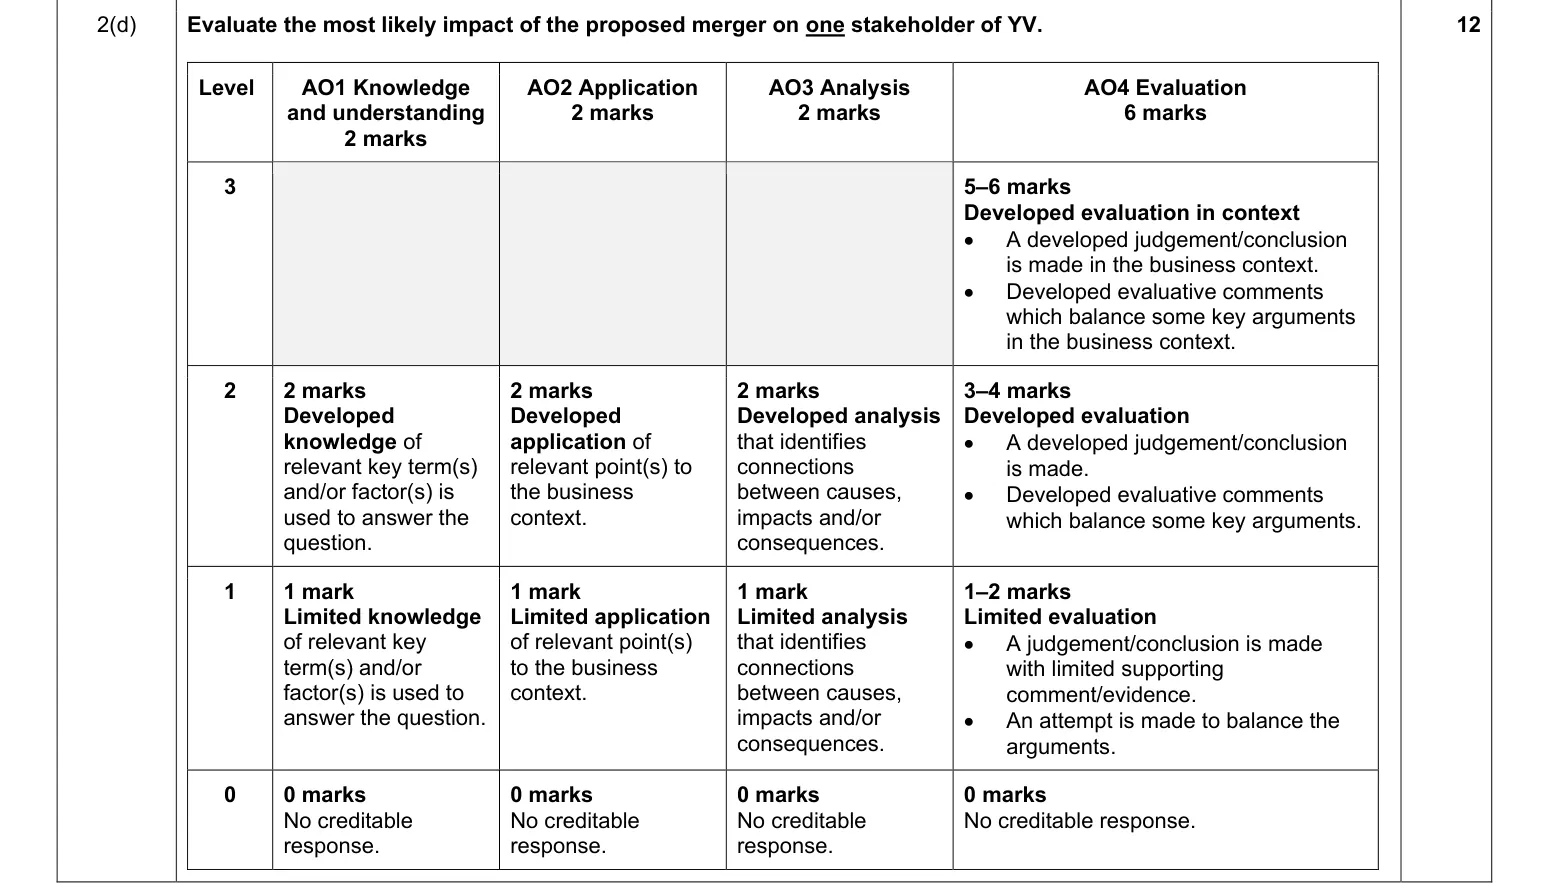 2(d)
Evaluate the most likely impact of the proposed merger on one stakeholder of YV.
12
Level
AO1 Knowledge
and understanding
2 marks
AO2 Application
2 marks
AO3 Analysis
2 marks
AO4 Evaluation
6 marks
3
5–6 marks
Developed evaluation in context
• A developed judgement/conclusion
is made in the business context.
• Developed evaluative comments
which balance some key arguments
in the business context.
2
2 marks
Developed
knowledge of
relevant key term(s)
and/or factor(s) is
used to answer the
question.
2 marks
Developed
application of
relevant point(s) to
the business
context.
2 marks
Developed analysis
that identifies
connections
between causes,
impacts and/or
consequences.
3–4 marks
Developed evaluation
• A developed judgement/conclusion
is made.
• Developed evaluative comments
which balance some key arguments.
1
1 mark
Limited knowledge
of relevant key
term(s) and/or
factor(s) is used to
answer the question.
1 mark
Limited application
of relevant point(s)
to the business
context.
1 mark
Limited analysis
that identifies
connections
between causes,
impacts and/or
consequences.
1–2 marks
Limited evaluation
• A judgement/conclusion is made
with limited supporting
comment/evidence.
• An attempt is made to balance the
arguments.
0
0 marks
No creditable
response.
0 marks
No creditable
response.
0 marks
No creditable
response.
0 marks
No creditable response.